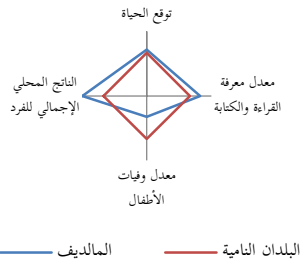 توقع الحياة
معدل معرفة
القراءة والكتابة
الناتج المحلي
الإجمالي للفرد
معدل وفيات
الأطفال
البلدان النامية
المالديف